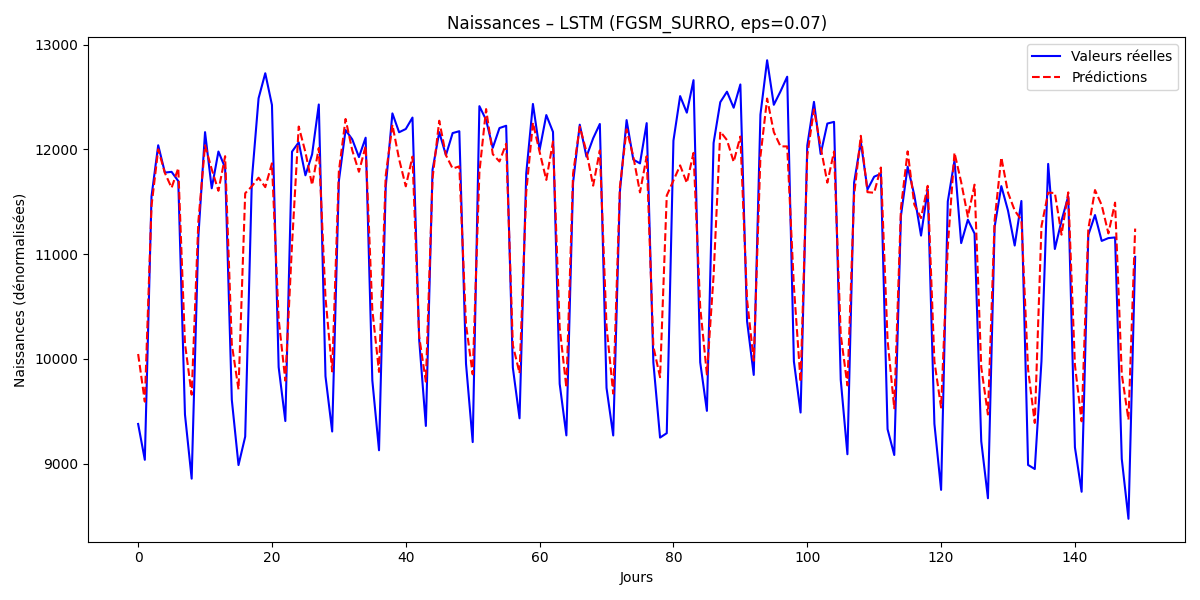 Naissances – LSTM (FGSM_SURRO, eps=0.07)
Valeurs réelles
Prédictions
Naissances (dénormalisées)
13000
12000
11000
10000
9000
0 20 40 60 80 100 120 140
Jours